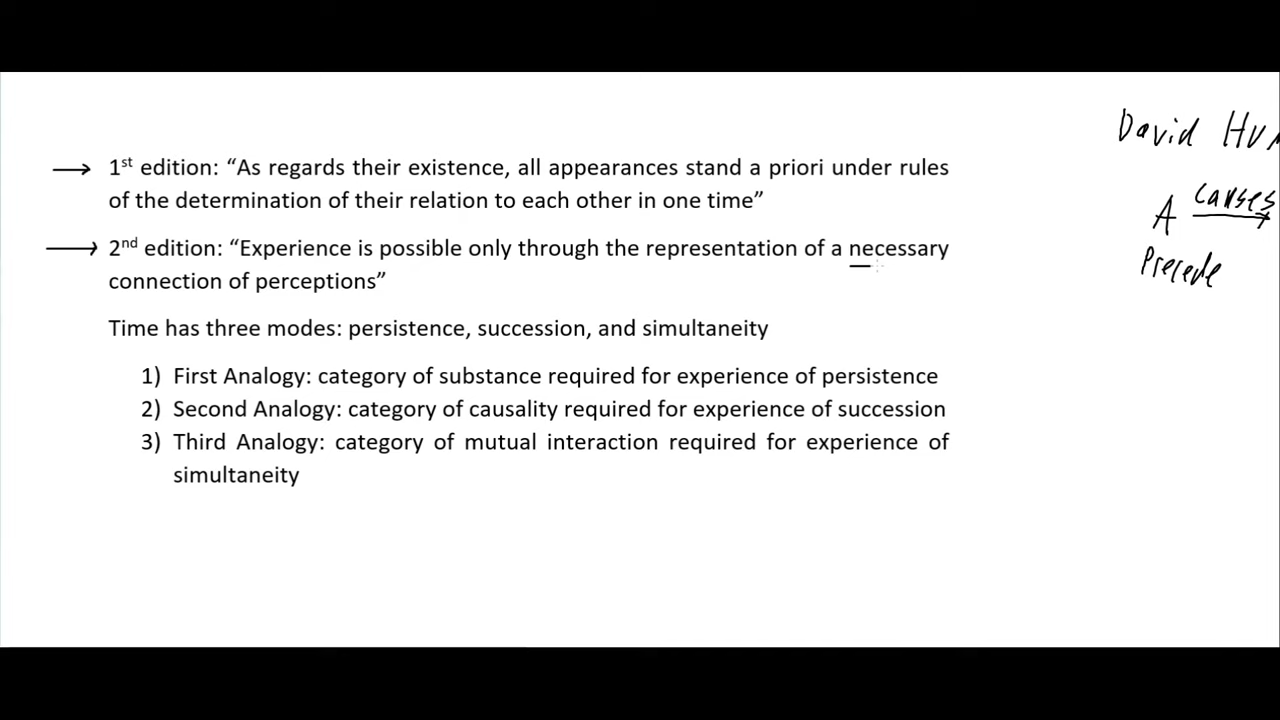 1st edition: “As regards their existence, all appearances stand a priori under rules
of the determination of their relation to each other in one time”
2nd edition: “Experience is possible only through the representation of a necessary
connection of perceptions”
Time has three modes: persistence, succession, and simultaneity
1) First Analogy: category of substance required for experience of persistence
2) Second Analogy: category of causality required for experience of succession
3) Third Analogy: category of mutual interaction required for experience of
simultaneity
David
A causes
Precede